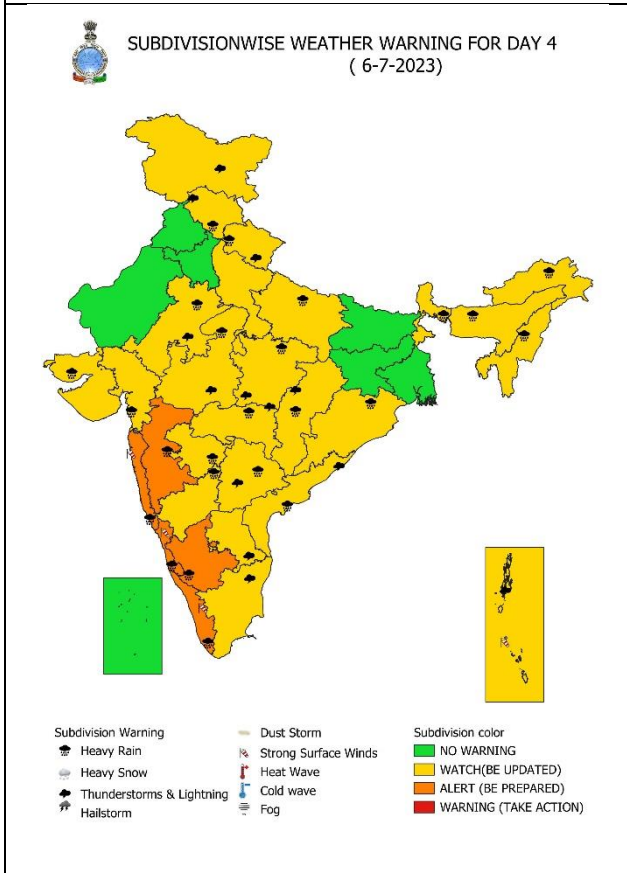 SUBDIVISIONWISE WEATHER WARNING FOR DAY 4
( 6-7-2023)
Subdivision Warning
Heavy Rain
Heavy Snow
Thunderstorms & Lightning
Hailstorm
Dust Storm
Strong Surface Winds
Heat Wave
Cold wave
Fog
Subdivision color
NO WARNING
WATCH(BE UPDATED)
ALERT (BE PREPARED)
WARNING (TAKE ACTION)